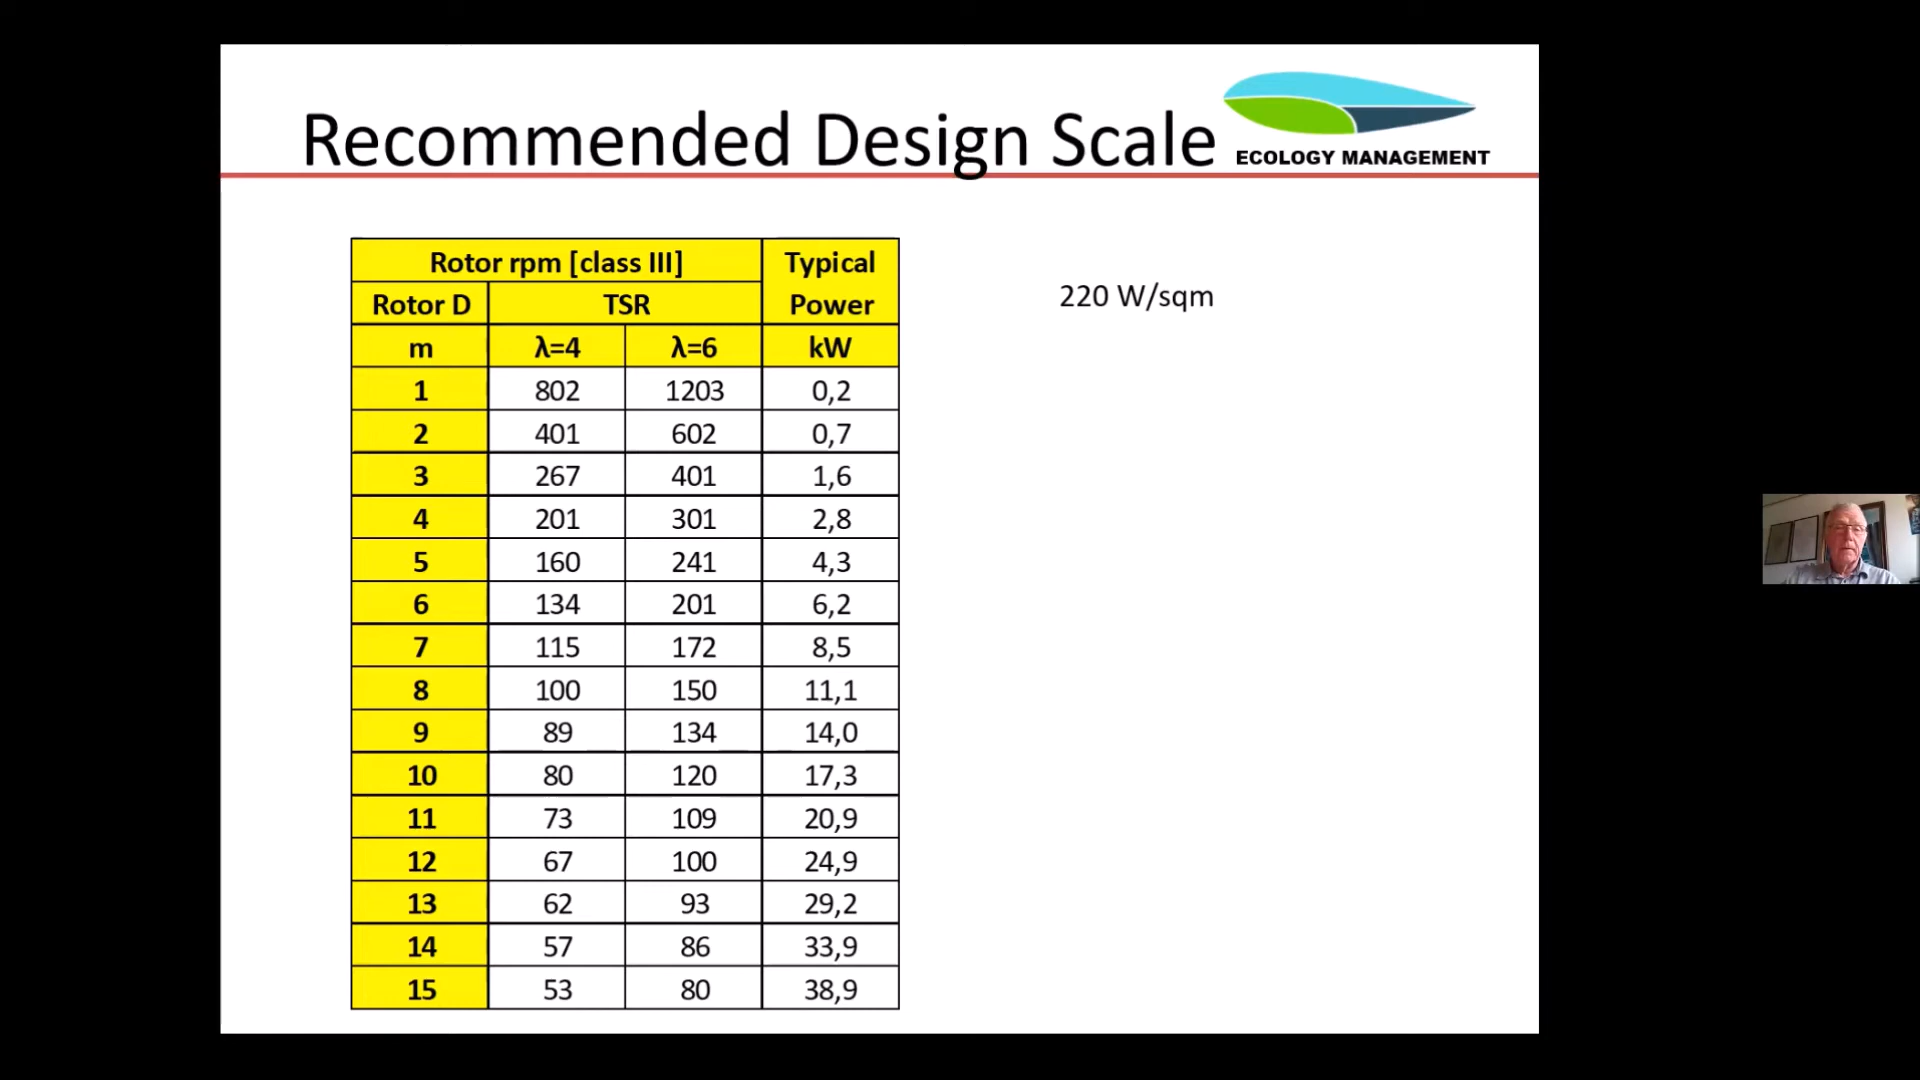 Recommended Design Scale
ECOLOGY MANAGEMENT
Rotor rpm [class III] Typical
Rotor D TSR Power
m λ=4 λ=6 kW
1 802 1203 0,2
2 401 602 0,7
3 267 401 1,6
4 201 301 2,8
5 160 241 4,3
6 134 201 6,2
7 115 172 8,5
8 100 150 11,1
9 89 134 14,0
10 80 120 17,3
11 73 109 20,9
12 67 100 24,9
13 62 93 29,2
14 57 86 33,9
15 53 80 38,9
220 W/sqm